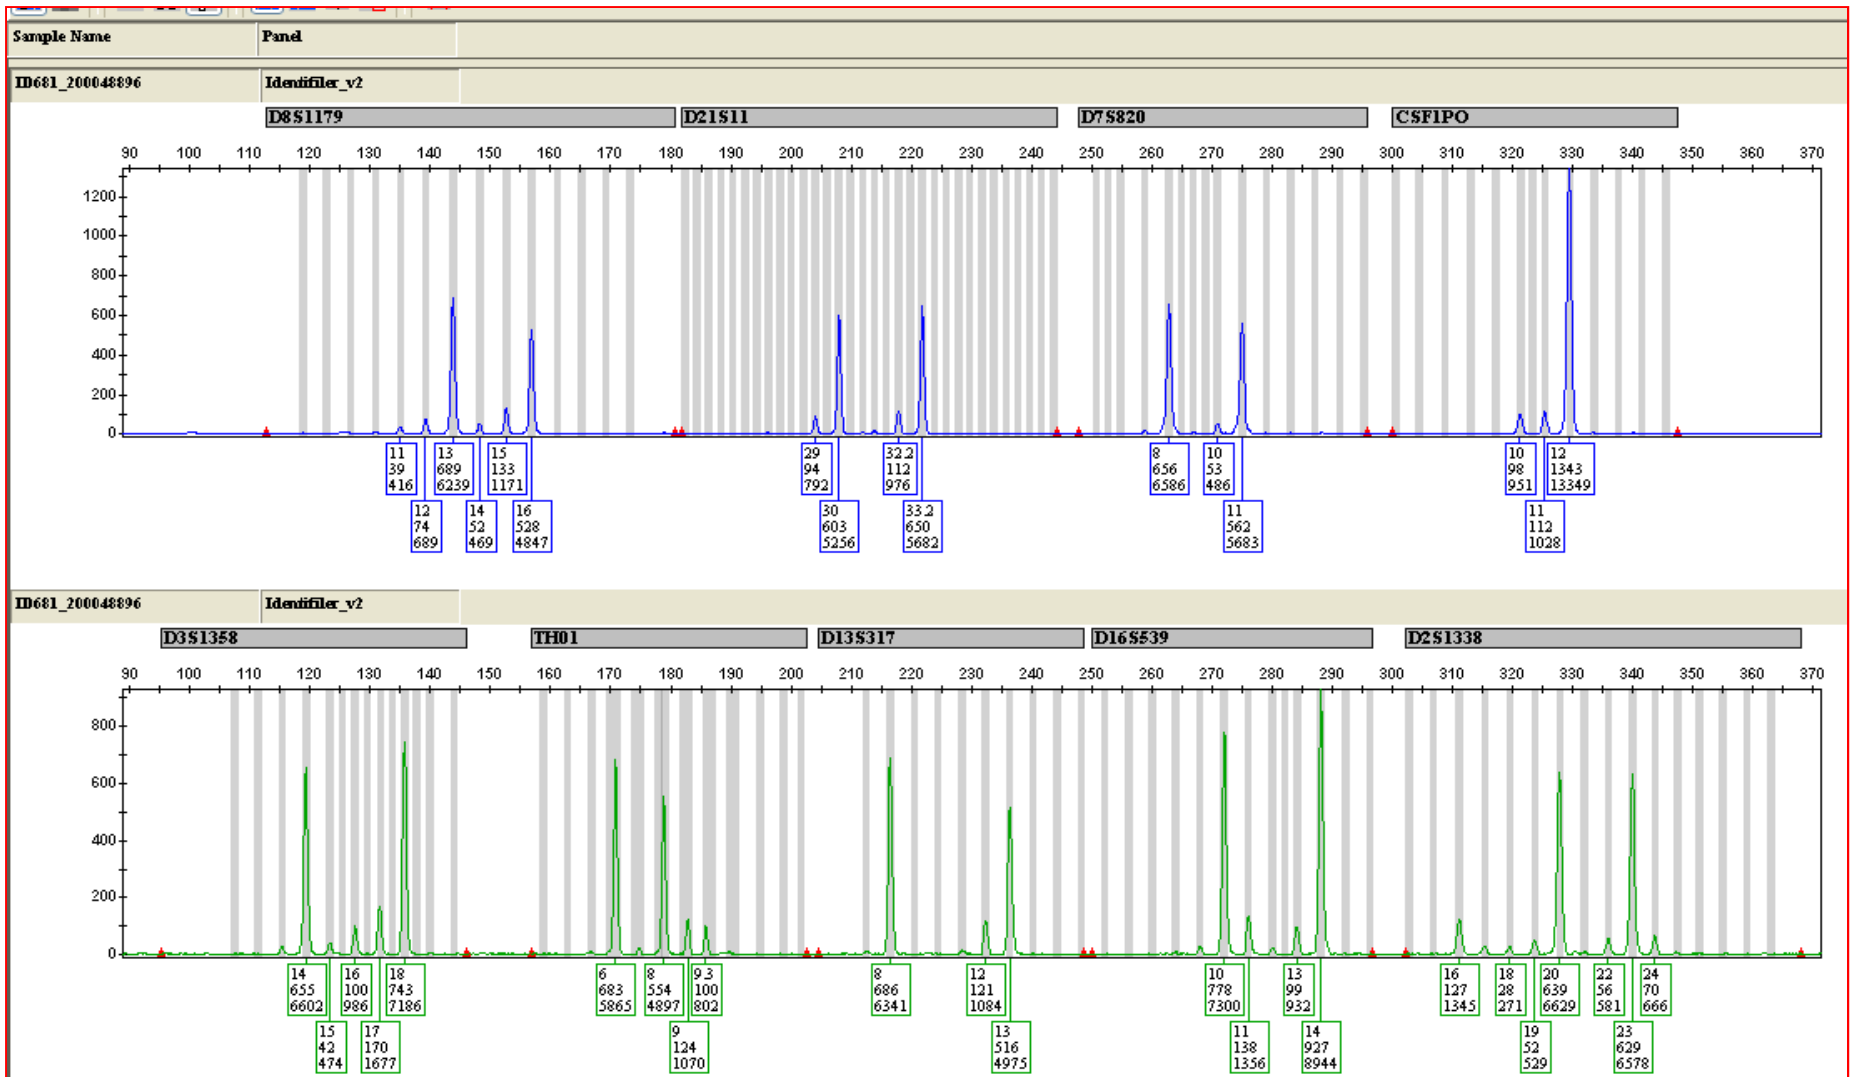 Sample Name Panel
ID681_200048896 Identifiler_v2
D8S1179 D21S11 D7S820 CSF1PO
90 100 110 120 130 140 150 160 170 180 190 200 210 220 230 240 250 260 270 280 290 300 310 320 330 340 350 360 370
1200
1000
800
600
400
200
0
11 13 15 29 32.2 8 10 10 12
39 689 133 94 112 656 53 98 1343
416 6239 1171 792 976 6586 486 951 13349
12 14 16 30 33.2 11 11
74 52 528 603 650 562 112
689 469 4847 5256 5682 5683 1028
ID681_200048896 Identifiler_v2
D3S1358 TH01 D13S317 D16S539 D2S1338
90 100 110 120 130 140 150 160 170 180 190 200 210 220 230 240 250 260 270 280 290 300 310 320 330 340 350 360 370
800
600
400
200
0
14 16 18 6 8 9.3 8 12 10 13 16 18 20 22 24
655 100 743 683 554 100 686 121 778 99 127 28 639 56 70
6602 986 7186 5865 4897 802 6341 1084 7300 932 1345 271 6629 581 666
15 17 9 13 11 14 19 23
42 170 124 516 138 927 52 629
474 1677 1070 4975 1356 8944 529 6578